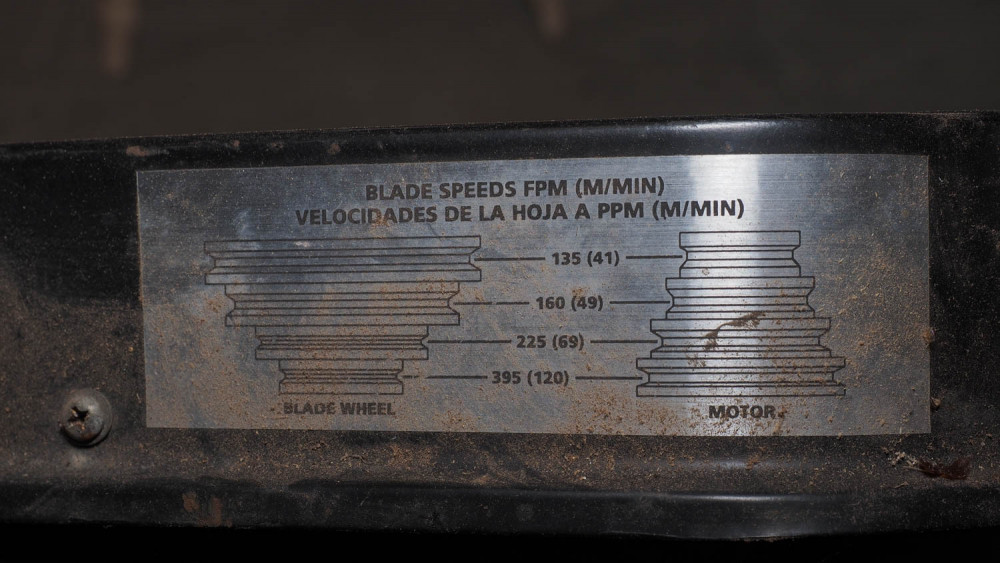 BLADE SPEEDS FPM (M/MIN)
VELOCIDADES DE LA HOJA A PPM (M/MIN)
135 (41)
160 (49)
225 (69)
395 (120)
BLADE WHEEL
MOTOR